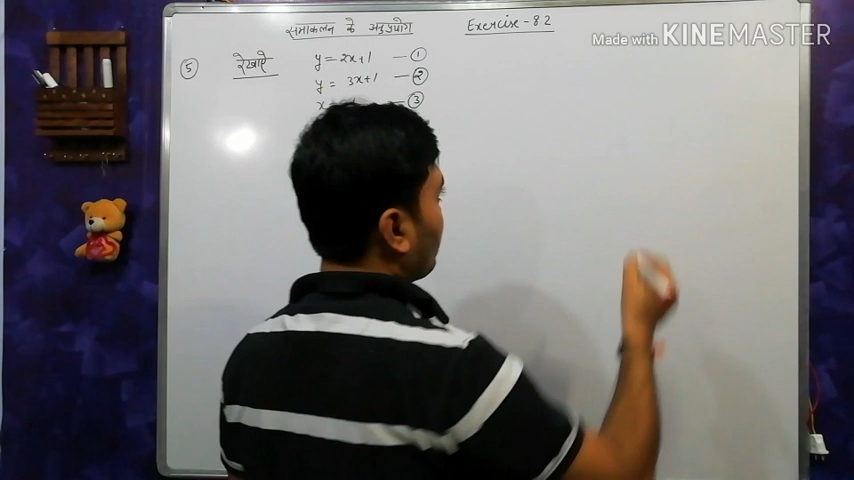 समाकलन के अनुप्रयोग Exercise - 8.2
Made with KINEMASTER
⑤ रेखाऐं y = 2x+1 — ①
y = 3x+1 — ②
x — ③